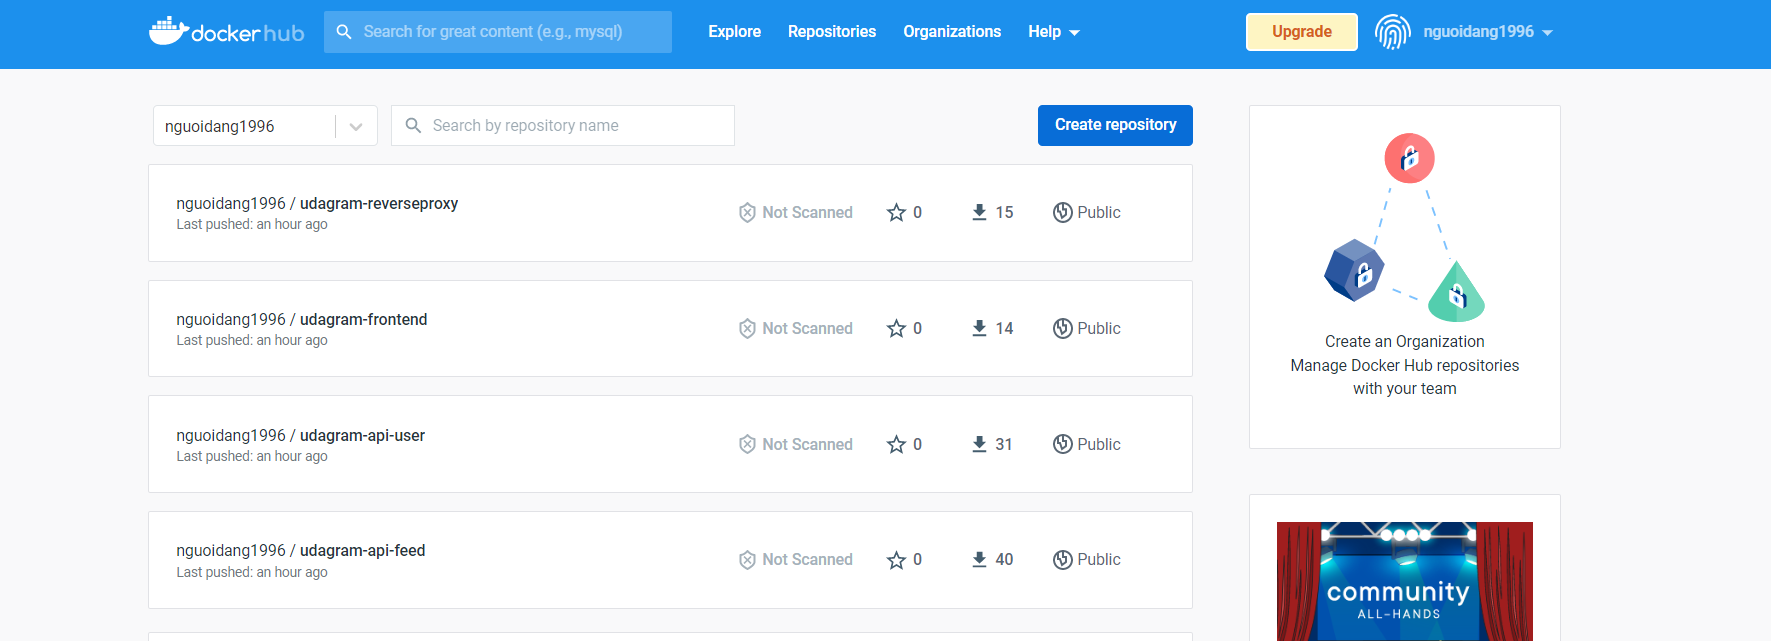 docker hub
Search for great content (e.g., mysql)
Explore
Repositories
Organizations
Help
Upgrade
nguoidang1996
nguoidang1996
Search by repository name
Create repository
nguoidang1996 / udagram-reverseproxy
Last pushed: an hour ago
Not Scanned
0
15
Public
nguoidang1996 / udagram-frontend
Last pushed: an hour ago
Not Scanned
0
14
Public
nguoidang1996 / udagram-api-user
Last pushed: an hour ago
Not Scanned
0
31
Public
nguoidang1996 / udagram-api-feed
Last pushed: an hour ago
Not Scanned
0
40
Public
Create an Organization
Manage Docker Hub repositories
with your team
community
ALL-HANDS